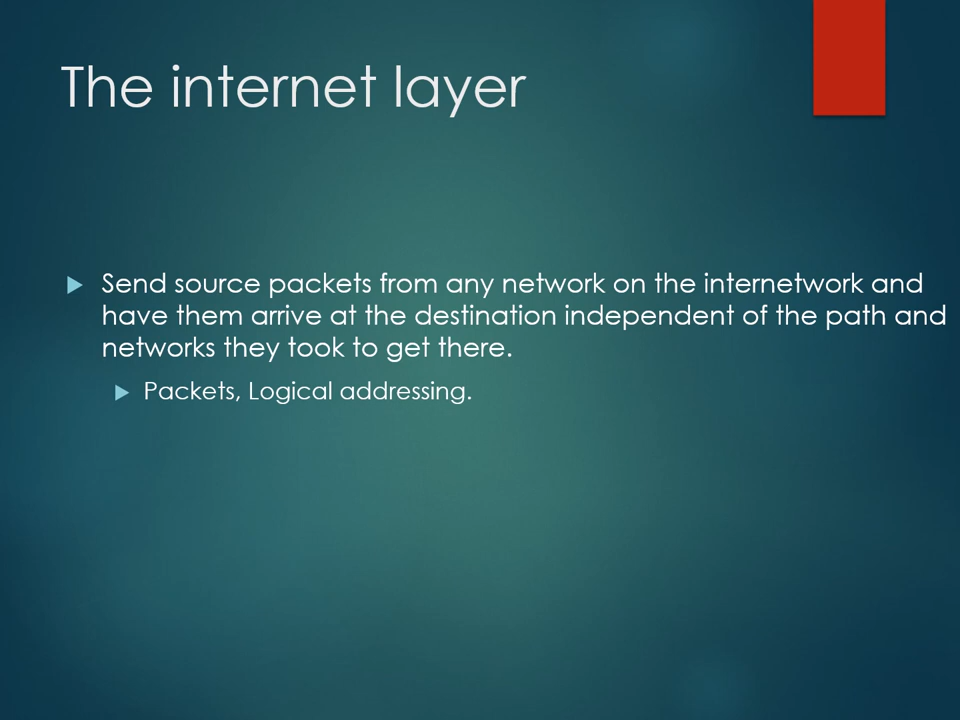 The internet layer
Send source packets from any network on the internetwork and
have them arrive at the destination independent of the path and
networks they took to get there.
Packets, Logical addressing.